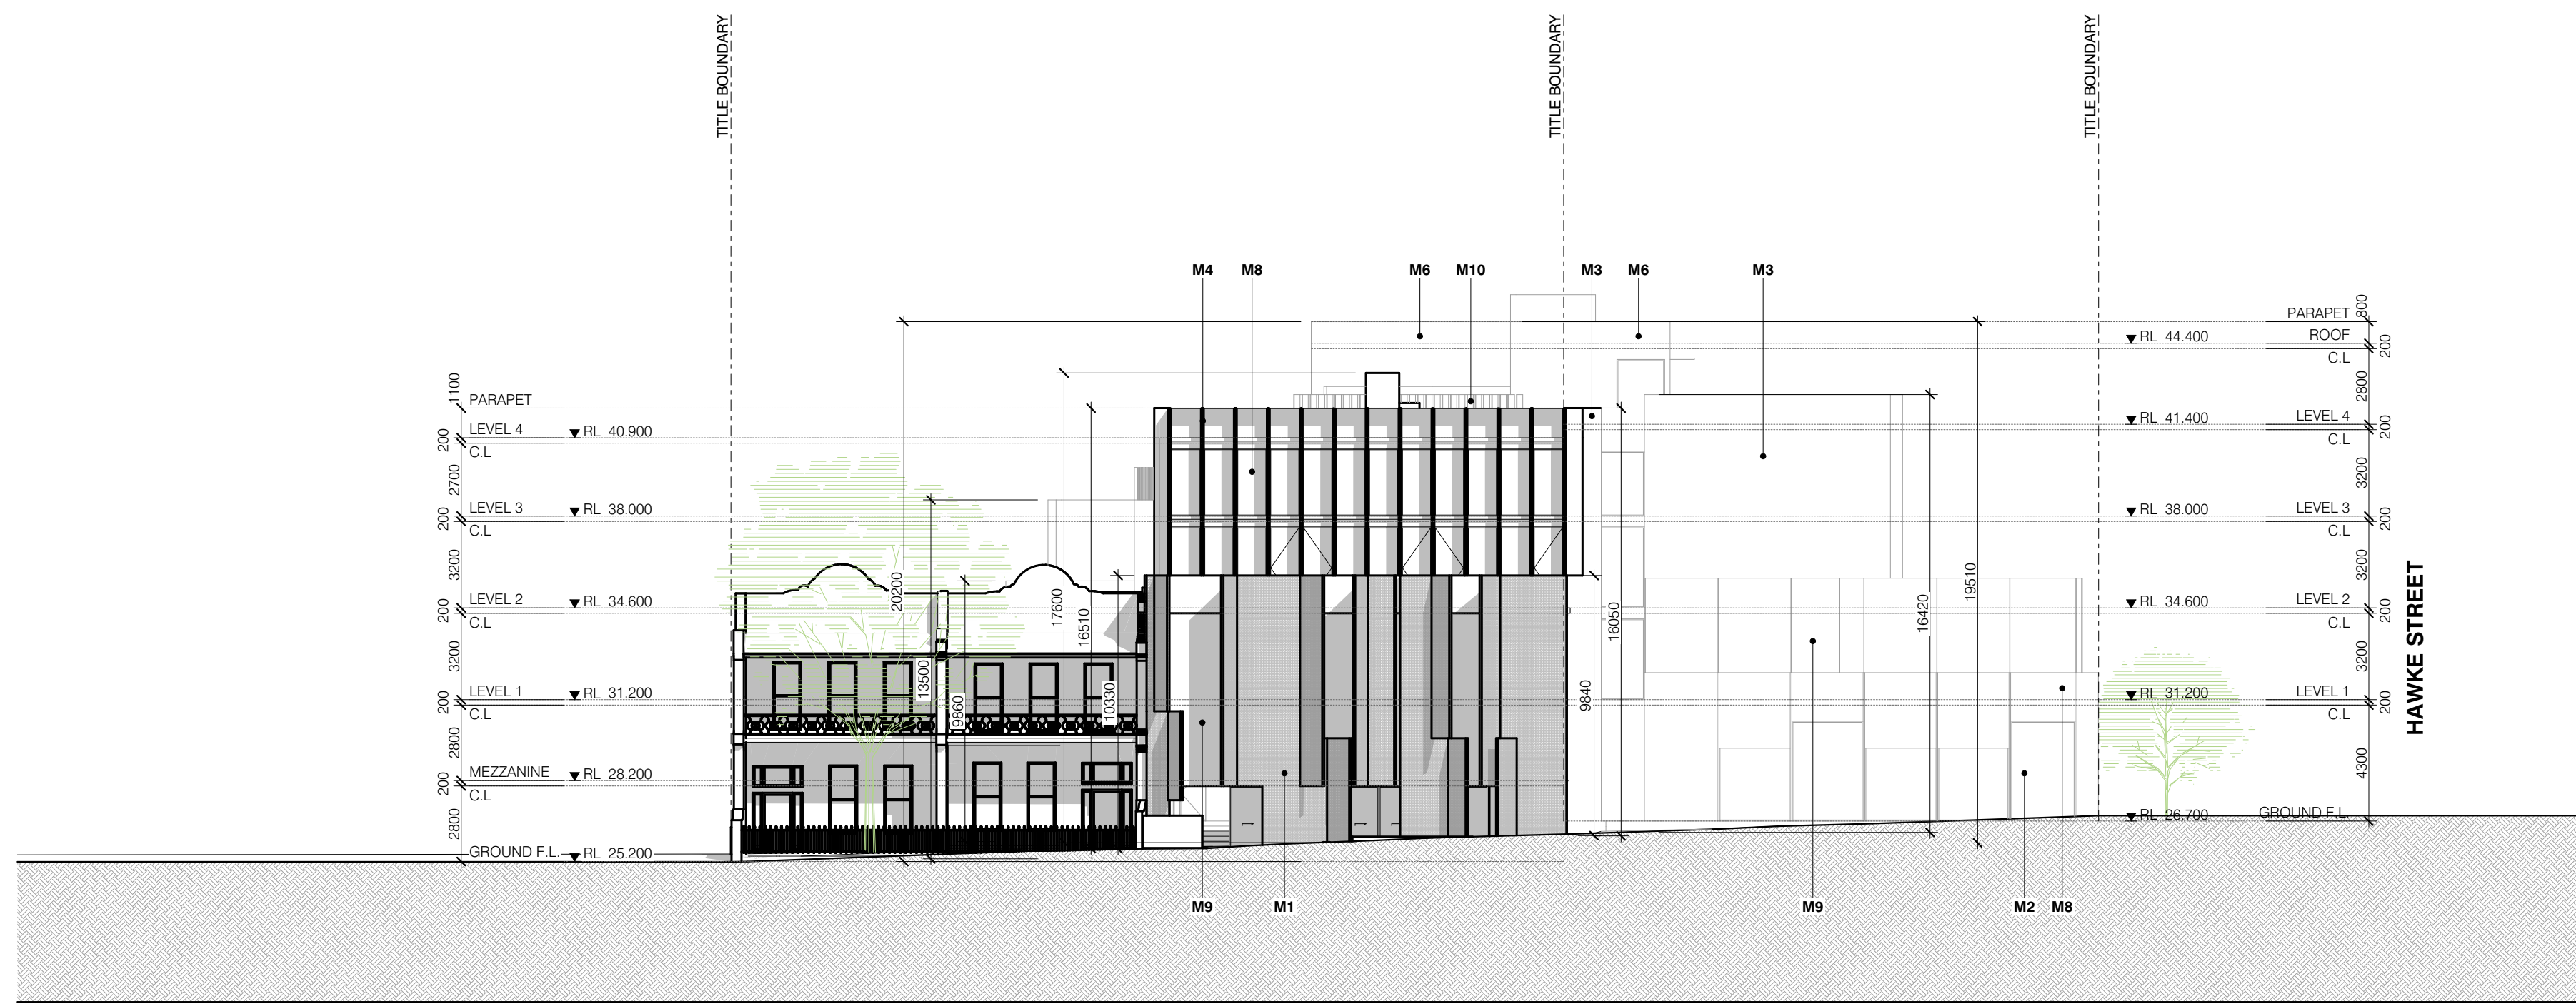 TITLE BOUNDARY
TITLE BOUNDARY
TITLE BOUNDARY
M4
M8
M6
M10
M3
M6
M3
1100
PARAPET
200
LEVEL 4
RL 40.900
C.L
2700
200
LEVEL 3
RL 38.000
C.L
3200
200
LEVEL 2
RL 34.600
C.L
3200
200
LEVEL 1
RL 31.200
C.L
2800
200
MEZZANINE
RL 28.200
C.L
2800
GROUND F.L.
RL 25.200
20200
13500
9860
17600
16510
10330
9840
16050
16420
19510
PARAPET
800
RL 44.400
ROOF
200
C.L
2800
RL 41.400
LEVEL 4
200
C.L
3200
RL 38.000
LEVEL 3
200
C.L
3200
RL 34.600
LEVEL 2
200
C.L
3200
RL 31.200
LEVEL 1
200
C.L
4300
RL 26.700
GROUND F.L.
HAWKE STREET
M9
M1
M9
M2
M8